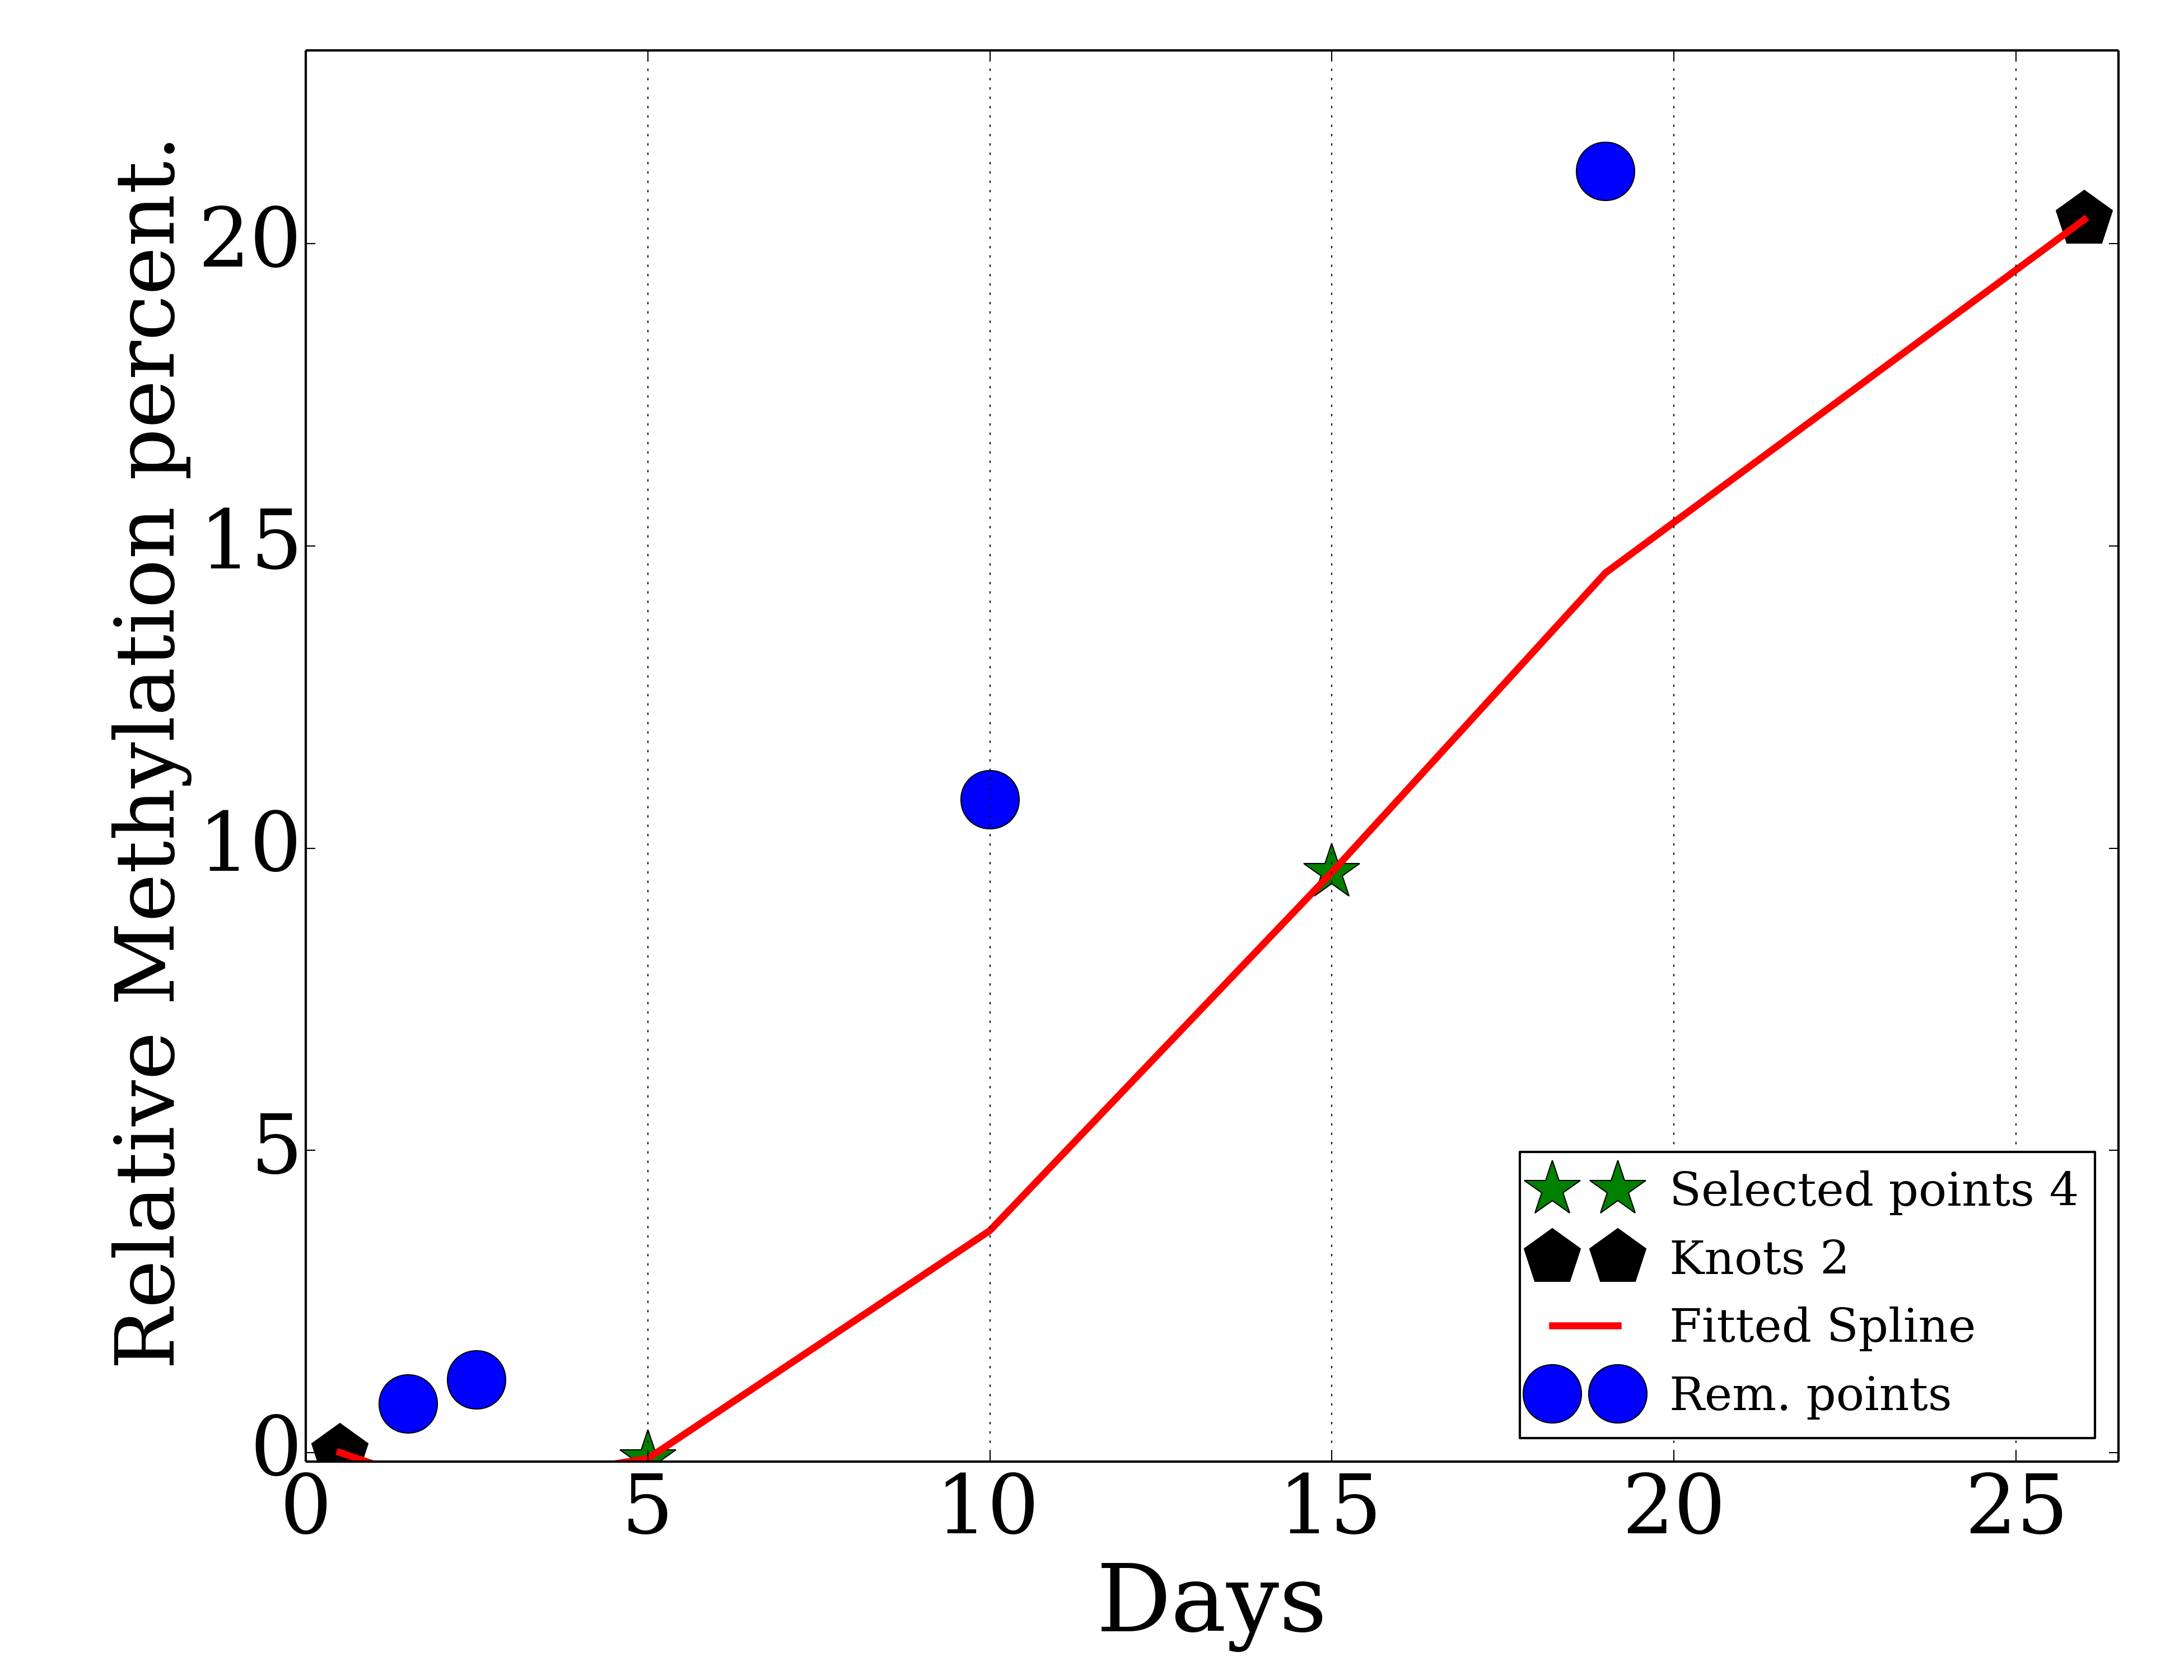 Relative Methylation percent.
20
15
10
5
0
0 5 10 15 20 25
Days
Selected points 4
Knots 2
Fitted Spline
Rem. points